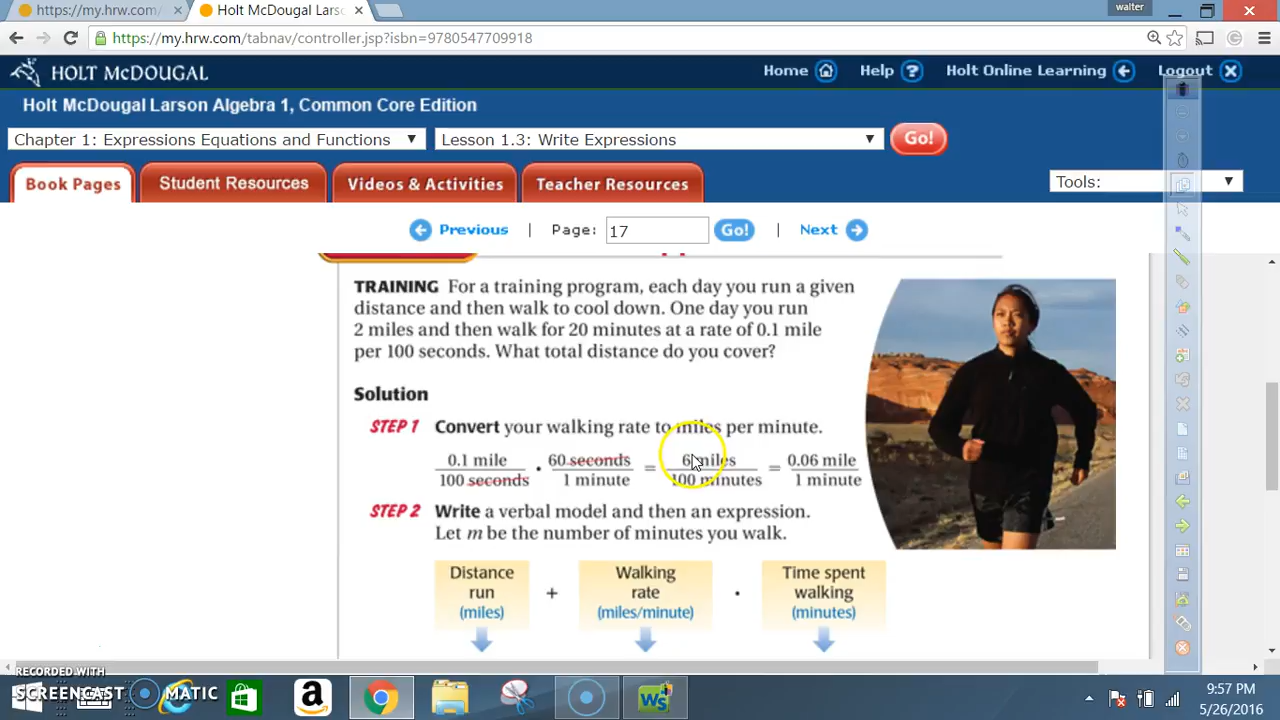 https://my.hrw.com/tabnav/
Holt McDougal Lars
walter
https://my.hrw.com/tabnav/controller.jsp?isbn=9780547709918
HOLT McDOUGAL
Home
Help
Holt Online Learning
Logout
Holt McDougal Larson Algebra 1, Common Core Edition
Chapter 1: Expressions Equations and Functions
Lesson 1.3: Write Expressions
Go!
Book Pages
Student Resources
Videos & Activities
Teacher Resources
Tools:
Previous | Page: 17 Go! | Next
TRAINING For a training program, each day you run a given
distance and then walk to cool down. One day you run
2 miles and then walk for 20 minutes at a rate of 0.1 mile
per 100 seconds. What total distance do you cover?
Solution
STEP 1 Convert your walking rate to miles per minute.
0.1 mile/100 seconds • 60 seconds/1 minute = 6 miles/100 minutes = 0.06 mile/1 minute
STEP 2 Write a verbal model and then an expression.
Let m be the number of minutes you walk.
Distance run (miles) + Walking rate (miles/minute) • Time spent walking (minutes)
RECORDED WITH
SCREENCAST MATIC
9:57 PM
5/26/2016